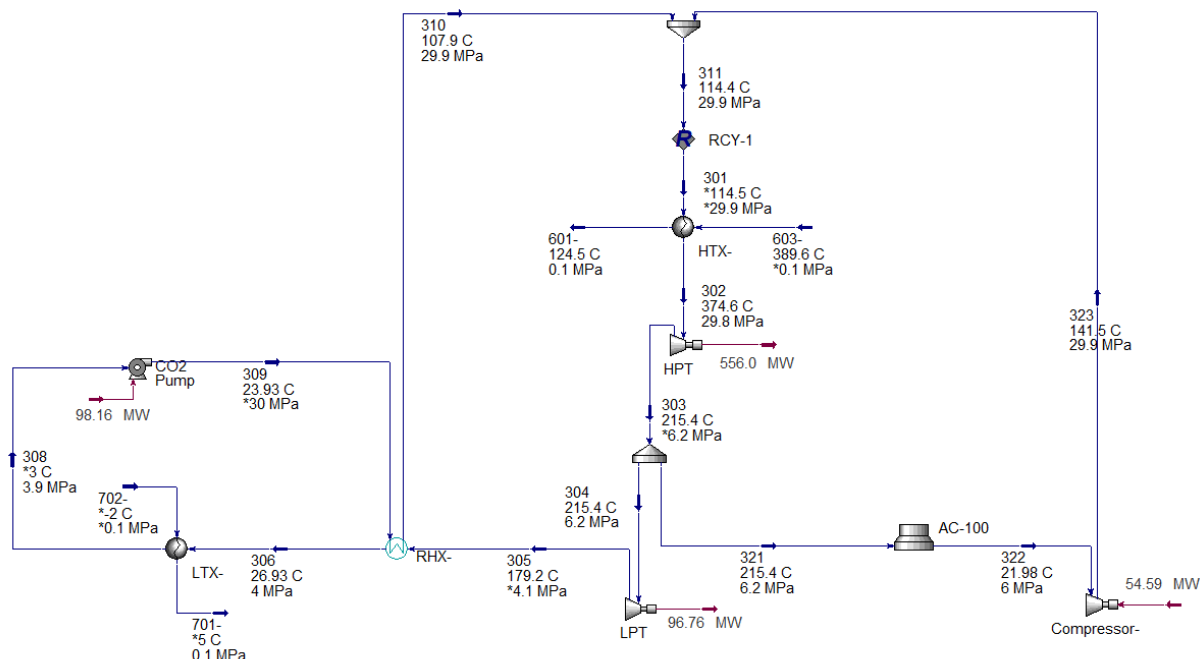 310
107.9 C
29.9 MPa
311
114.4 C
29.9 MPa
R
RCY-1
301
*114.5 C
*29.9 MPa
601-
124.5 C
0.1 MPa
603-
389.6 C
*0.1 MPa
HTX-
302
374.6 C
29.8 MPa
323
141.5 C
29.9 MPa
HPT
556.0 MW
CO2
Pump
309
23.93 C
*30 MPa
98.16 MW
303
215.4 C
*6.2 MPa
308
*3 C
3.9 MPa
702-
*-2 C
*0.1 MPa
304
215.4 C
6.2 MPa
AC-100
LTX-
306
26.93 C
4 MPa
RHX-
305
179.2 C
*4.1 MPa
321
215.4 C
6.2 MPa
322
21.98 C
6 MPa
54.59 MW
701-
*5 C
0.1 MPa
LPT
96.76 MW
Compressor-